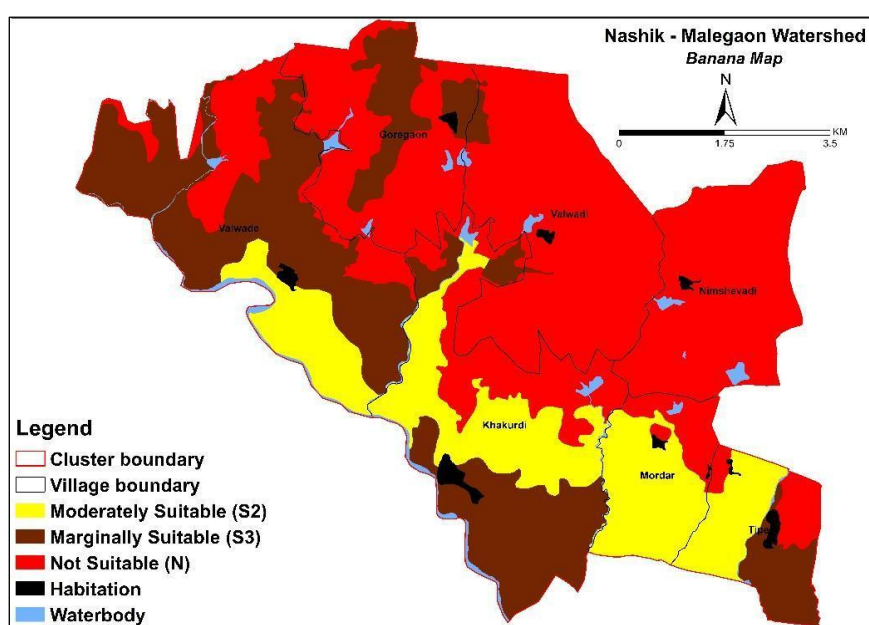 Nashik - Malegaon Watershed
Banana Map
N
0 1.75 3.5
KM
Goregaon
Valwade
Valwadi
Nimshevadi
Khakurdi
Mordar
Tipe
Legend
Cluster boundary
Village boundary
Moderately Suitable (S2)
Marginally Suitable (S3)
Not Suitable (N)
Habitation
Waterbody